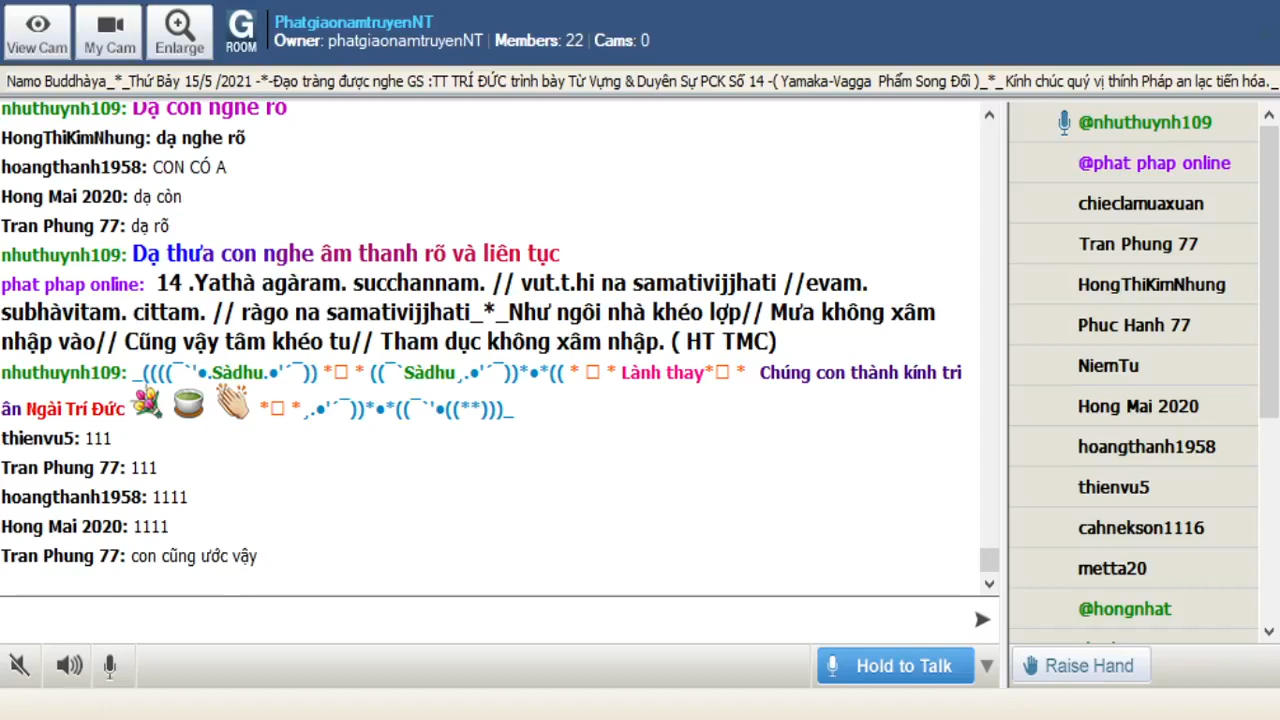 View Cam
My Cam
Enlarge
G
ROOM
PhatgiaonamtruyenNT
Owner: phatgiaonamtruyenNT | Members: 22 | Cams: 0
Namo Buddhàya_*_Thứ Bảy 15/5 /2021 -*-Đạo tràng được nghe GS :TT TRÍ ĐỨC trình bày Từ Vựng & Duyên Sự PCK Số 14 -( Yamaka-Vagga Phẩm Song Đối )_*_ Kính chúc quý vị thính Pháp an lạc tiến hóa._
nhuthuynh109: Dạ con nghe rõ
HongThiKimNhung: dạ nghe rõ
hoangthanh1958: CON CÓ A
Hong Mai 2020: dạ còn
Tran Phung 77: dạ rõ
nhuthuynh109: Dạ thưa con nghe âm thanh rõ và liên tục
phat phap online: 14 .Yathà agàram. succhannam. // vut.t.hi na samativijjhati //evam.
subhàvitam. cittam. // ràgo na samativijjhati_*_Như ngôi nhà khéo lợp// Mưa không xâm
nhập vào// Cũng vậy tâm khéo tu// Tham dục không xâm nhập. ( HT TMC)
nhuthuynh109: _((((¯`'•.Sàdhu.•'´¯)) *□ * ((¯`Sàdhu¸.•'´¯))*•*(( * □ * Lành thay*□ * Chúng con thành kính tri
ân Ngài Trí Đức *□ *¸.•'´¯))*•*((¯`'•((**)))_
thienvu5: 111
Tran Phung 77: 111
hoangthanh1958: 1111
Hong Mai 2020: 1111
Tran Phung 77: con cũng ước vậy
@nhuthuynh109
@phat phap online
chieclamuaxuan
Tran Phung 77
HongThiKimNhung
Phuc Hanh 77
NiemTu
Hong Mai 2020
hoangthanh1958
thienvu5
cahnekson1116
metta20
@hongnhat
Hold to Talk
Raise Hand